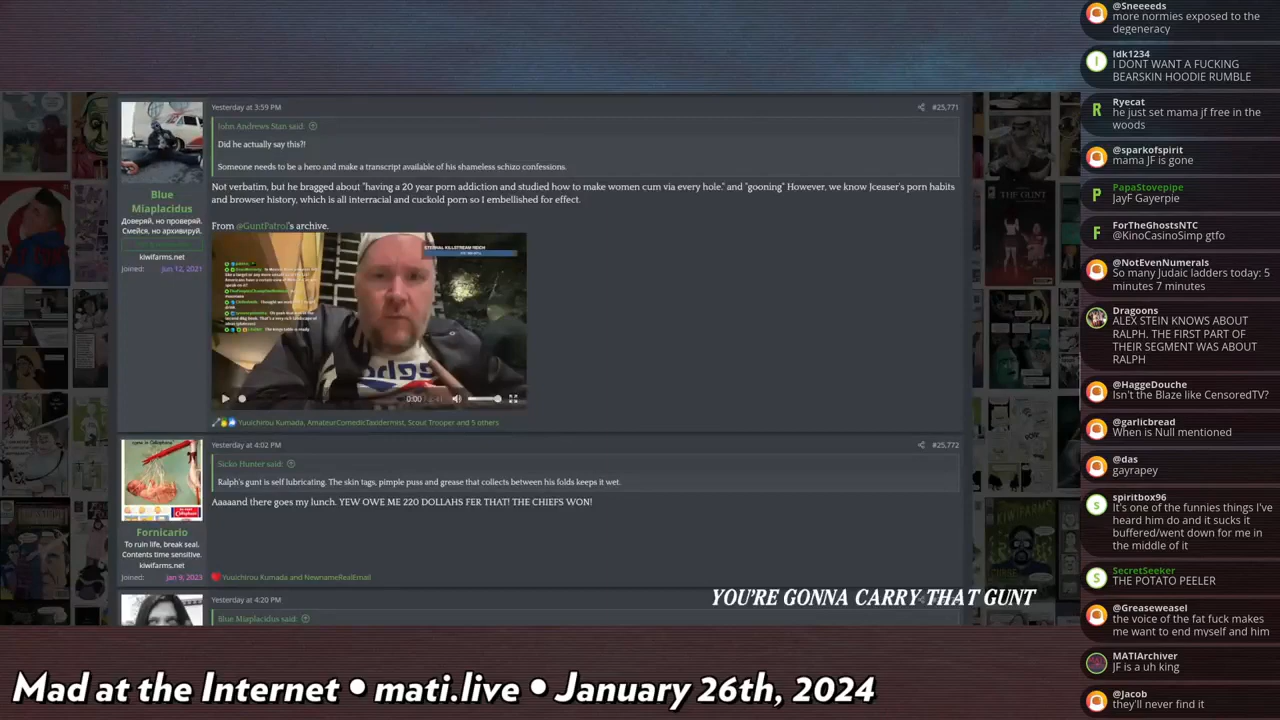 Yesterday at 3:59 PM
#25,771
John Andrews Stan said:
Did he actually say this?!
Someone needs to be a hero and make a transcript available of his shameless schizo confessions.
Blue
Miaplacidus
Доверяй, но проверяй.
Смейся, но архивируй.
kiwifarms.net
Joined: Jun 12, 2021
Not verbatim, but he bragged about "having a 20 year porn addiction and studied how to make women cum via every hole." and "gooning" However, we know Jceaser's porn habits
and browser history, which is all interracial and cuckold porn so I embellished for effect.
From @GuntPatrol's archive.
ETERNAL KILLSTREAM REICH
0:00
Yuuichirou Kumada, AmateurComedicTaxidermist, Scout Trooper and 5 others
Yesterday at 4:02 PM
#25,772
Sicko Hunter said:
Ralph's gunt is self lubricating. The skin tags, pimple puss and grease that collects between his folds keeps it wet.
Aaaaand there goes my lunch. YEW OWE ME 220 DOLLAHS FER THAT! THE CHIEFS WON!
Fornicario
To ruin life, break seal.
Contents time sensitive.
kiwifarms.net
Joined: Jan 9, 2023
Yuuichirou Kumada and NewnameRealEmail
Yesterday at 4:20 PM
Blue Miaplacidus said:
YOU'RE GONNA CARRY THAT GUNT
Mad at the Internet • mati.live • January 26th, 2024
@Sneeeeds
more normies exposed to the
degeneracy
Idk1234
I DONT WANT A FUCKING
BEARSKIN HOODIE RUMBLE
Ryecat
he just set mama jf free in the
woods
@sparkofspirit
mama JF is gone
PapaStovepipe
JayF Gayerpie
ForTheGhostsNTC
@KinoCasinoSimp gtfo
@NotEvenNumerals
So many Judaic ladders today: 5
minutes 7 minutes
Dragoons
ALEX STEIN KNOWS ABOUT
RALPH. THE FIRST PART OF
THEIR SEGMENT WAS ABOUT
RALPH
@HaggeDouche
Isn't the Blaze like CensoredTV?
@garlicbread
When is Null mentioned
@das
gayrapey
spiritbox96
It's one of the funnies things I've
heard him do and it sucks it
buffered/went down for me in
the middle of it
SecretSeeker
THE POTATO PEELER
@Greaseweasel
the voice of the fat fuck makes
me want to end myself and him
MATIArchiver
JF is a uh king
@Jacob
they'll never find it